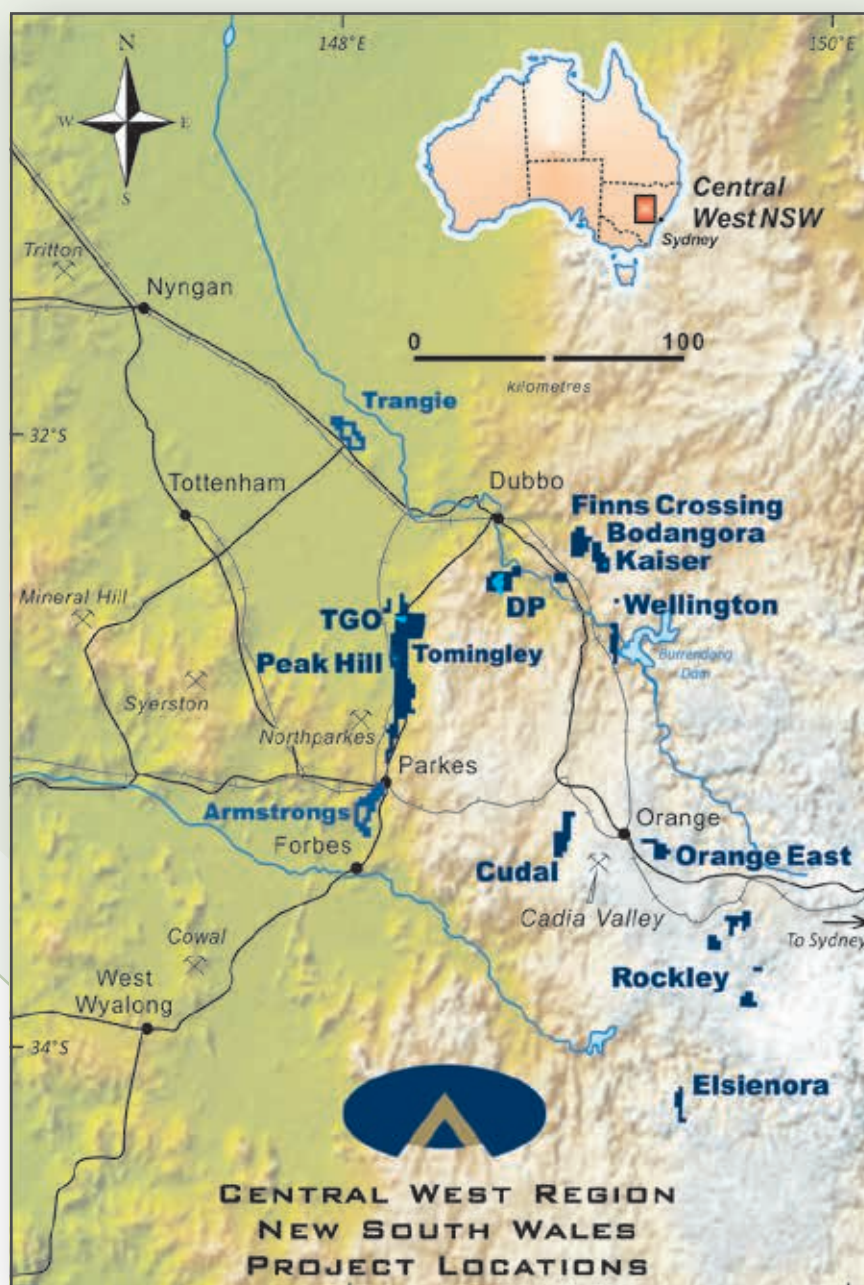 148°E
150°E
N
W
E
S
Central
West NSW
Sydney
Tritton
Nyngan
0
100
kilometres
Trangie
32°S
Tottenham
Dubbo
Finns Crossing
Bodangora
Kaiser
Mineral Hill
TGO
DP
Wellington
Peak Hill
Tomingley
Burrendong
Dam
Syerston
Northparkes
Parkes
Armstrongs
Forbes
Orange
Cudal
Orange East
Cadia Valley
To Sydney
Cowal
Rockley
West
Wyalong
34°S
Elsienora
CENTRAL WEST REGION
NEW SOUTH WALES
PROJECT LOCATIONS